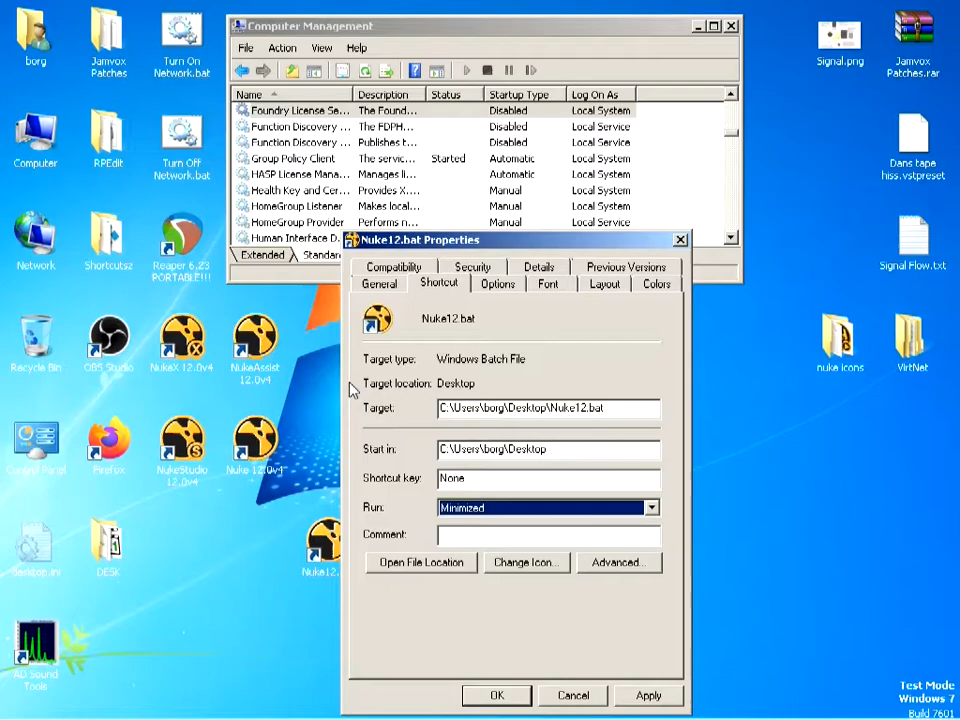 borg
Jamvox
Patches
Turn On
Network.bat
Computer
RPEdit
Turn Off
Network.bat
Network
Shortcutsz
Reaper 6.23
PORTABLE!!!
Recycle Bin
OBS Studio
NukeX 12.0v4
NukeAssist
12.0v4
Control Panel
Firefox
NukeStudio
12.0v4
Nuke 12.0v4
desktop.ini
DESK
Nuke12.
AD Sound
Tools
Computer Management
File Action View Help
Name Description Status Startup Type Log On As
Foundry License Se... The Found... Disabled Local System
Function Discovery ... The FDPH... Disabled Local Service
Function Discovery ... Publishes t... Disabled Local Service
Group Policy Client The servic... Started Automatic Local System
HASP License Mana... Manages li... Automatic Local System
Health Key and Cer... Provides X.... Manual Local System
HomeGroup Listener Makes local... Manual Local System
HomeGroup Provider Performs n... Manual Local Service
Human Interface D.
Extended Standar
Nuke12.bat Properties
Compatibility Security Details Previous Versions
General Shortcut Options Font Layout Colors
Nuke12.bat
Target type: Windows Batch File
Target location: Desktop
Target: C:\Users\borg\Desktop\Nuke12.bat
Start in: C:\Users\borg\Desktop
Shortcut key: None
Run: Minimized
Comment:
Open File Location Change Icon... Advanced...
OK Cancel Apply
Signal.png
Jamvox
Patches.rar
Dans tape
hiss.vstpreset
Signal Flow.txt
nuke icons
VirtNet
Test Mode
Windows 7
Build 7601